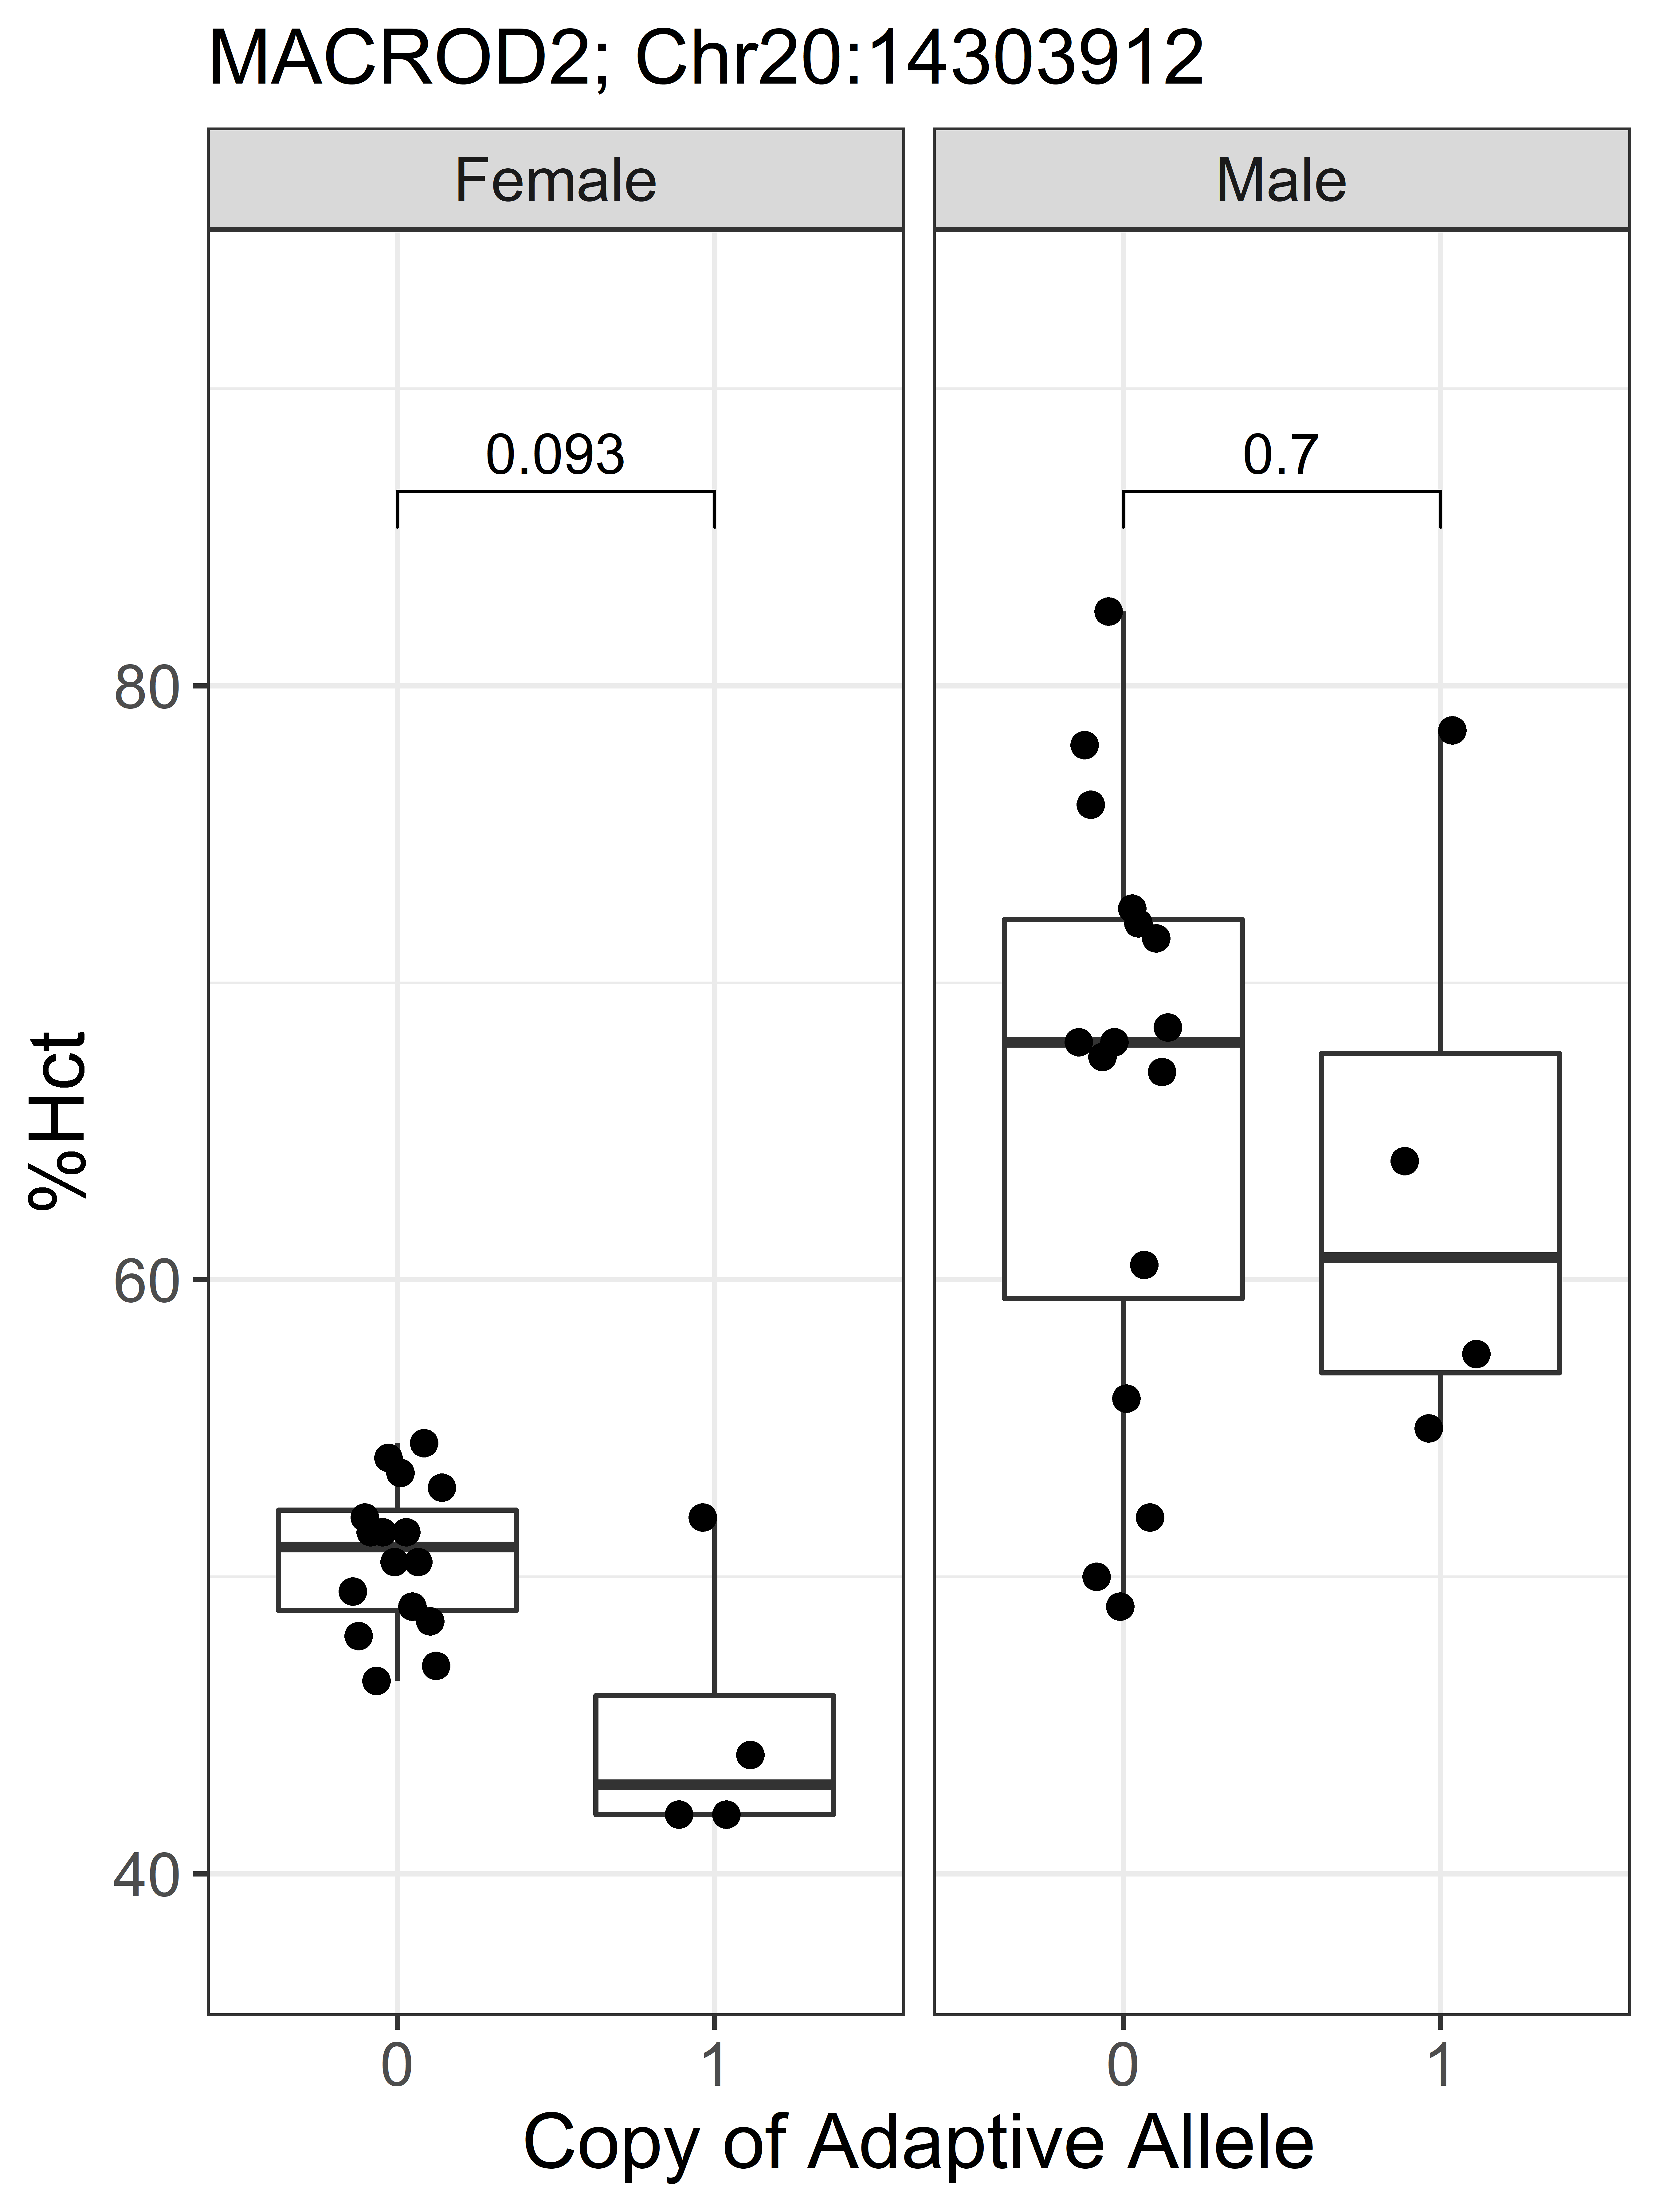 MACROD2; Chr20:14303912
Female
Male
0.093
0.7
80
60
40
%Hct
0
1
0
1
Copy of Adaptive Allele